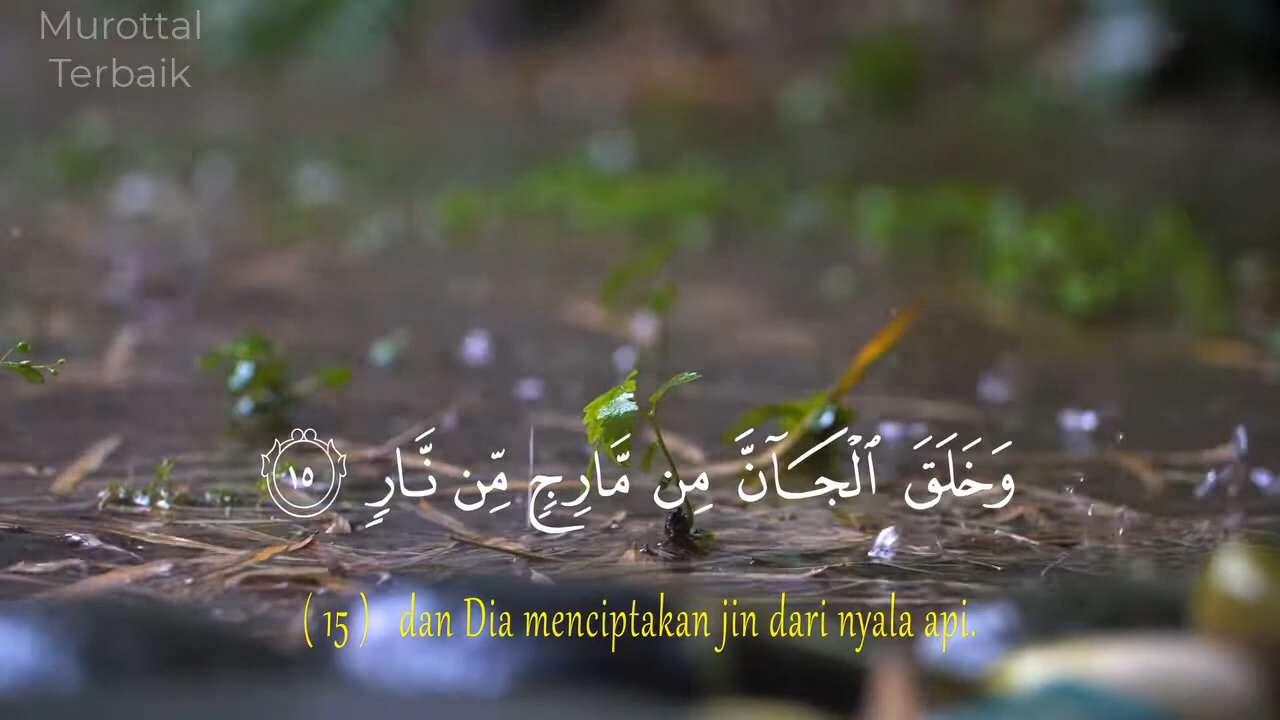 Murottal
Terbaik
وَخَلَقَ ٱلْجَآنَّ مِن مَّارِجٍ مِّن نَّارٍ ١٥
( 15 ) dan Dia menciptakan jin dari nyala api.